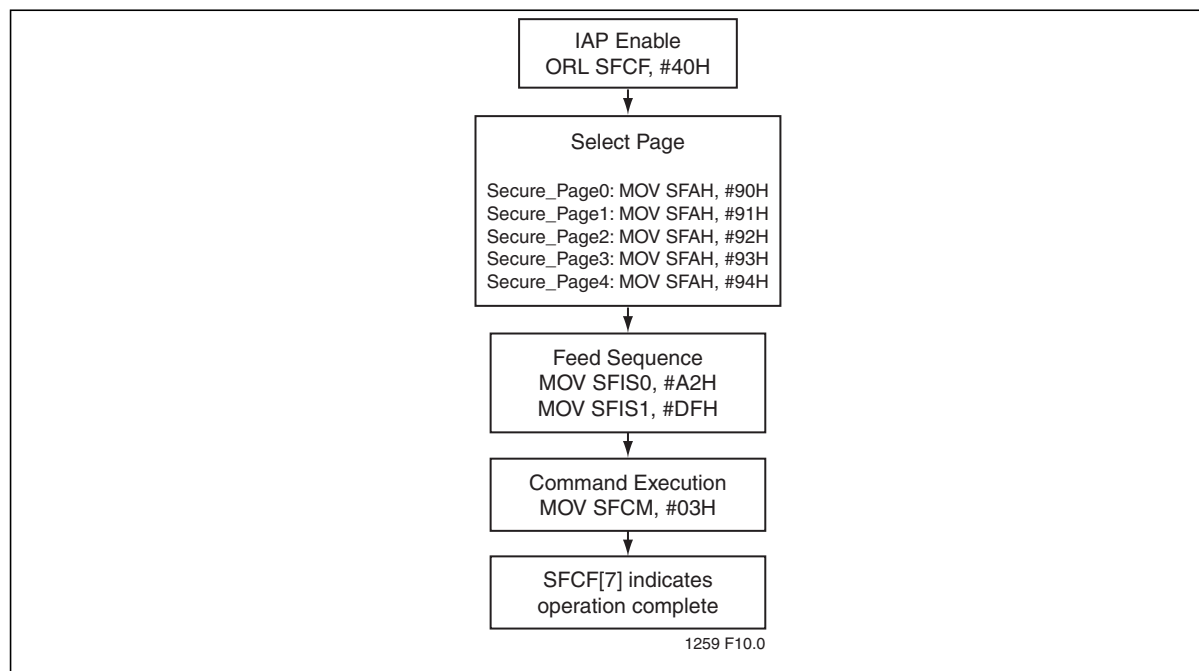 IAP Enable
ORL SFCF, #40H
Select Page
Secure_Page0: MOV SFAH, #90H
Secure_Page1: MOV SFAH, #91H
Secure_Page2: MOV SFAH, #92H
Secure_Page3: MOV SFAH, #93H
Secure_Page4: MOV SFAH, #94H
Feed Sequence
MOV SFIS0, #A2H
MOV SFIS1, #DFH
Command Execution
MOV SFCM, #03H
SFCF[7] indicates
operation complete
1259 F10.0